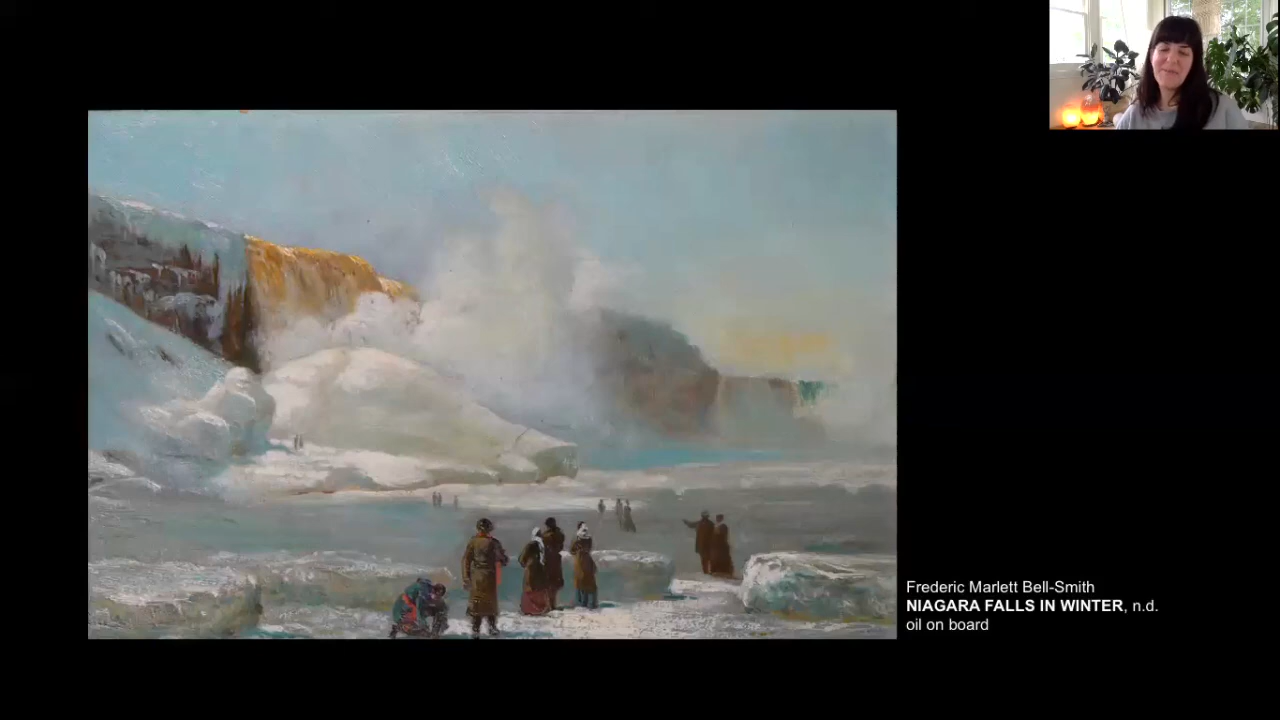 Frederic Marlett Bell-Smith
NIAGARA FALLS IN WINTER, n.d.
oil on board